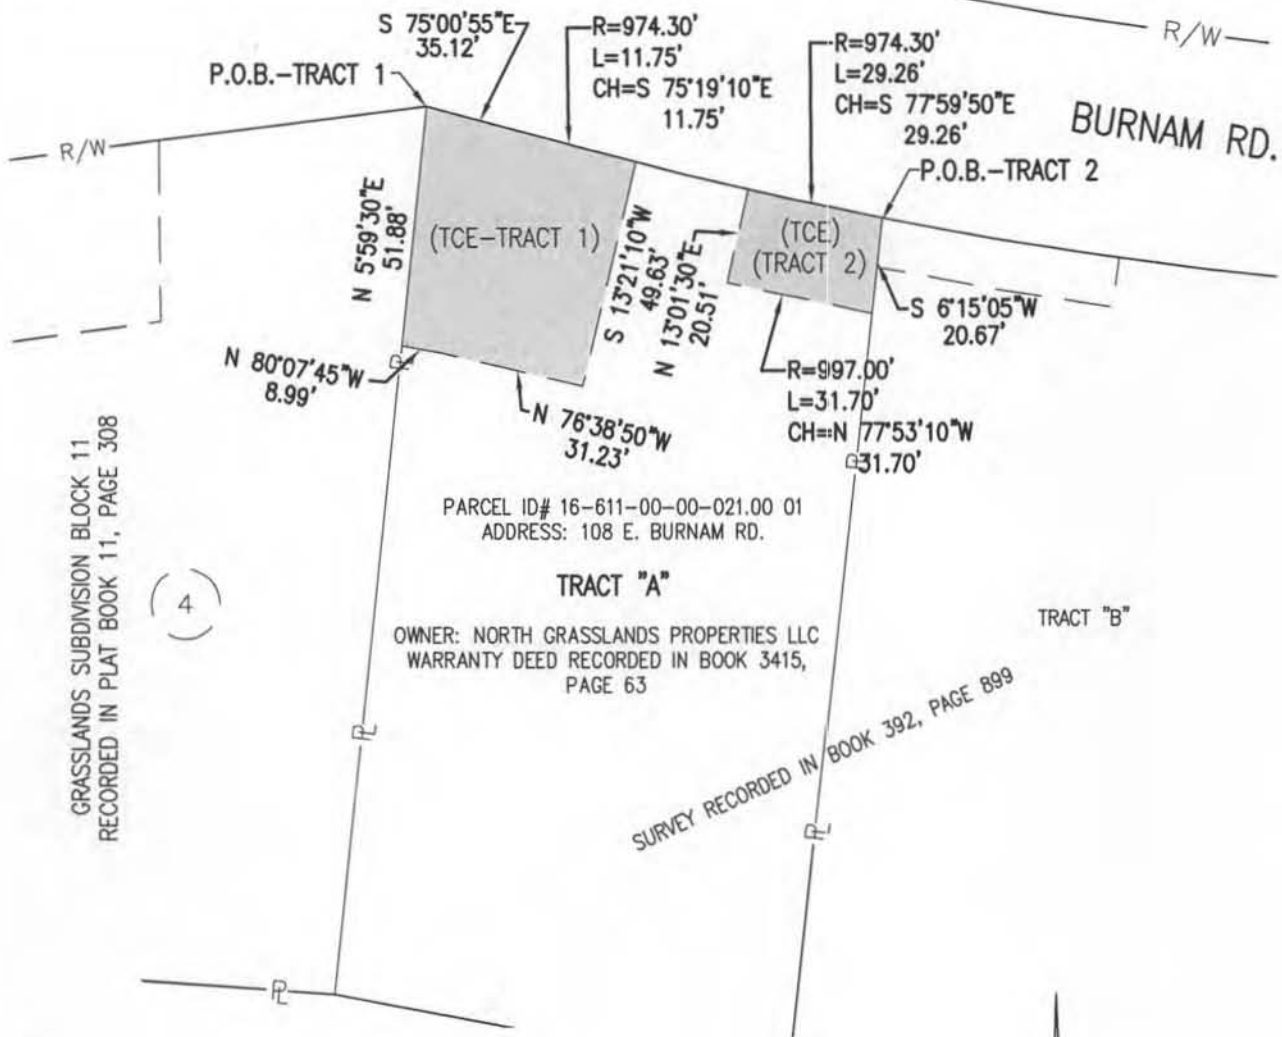 R/W
S 75°00'55"E
35.12'
R=974.30'
L=11.75'
CH=S 75°19'10"E
11.75'
R=974.30'
L=29.26'
CH=S 77°59'50"E
29.26'
BURNAM RD.
P.O.B.-TRACT 1
R/W
P.O.B.-TRACT 2
N 5°59'30"E
51.88'
(TCE-TRACT 1)
S 13°21'10"W
49.63'
N 13°01'30"E
20.51'
(TCE)
(TRACT 2)
S 6°15'05"W
20.67'
N 80°07'45"W
8.99'
N 76°38'50"W
31.23'
R=997.00'
L=31.70'
CH=N 77°53'10"W
31.70'
GRASSLANDS SUBDIVISION BLOCK 11
RECORDED IN PLAT BOOK 11, PAGE 308
4
PARCEL ID# 16-611-00-00-021.00 01
ADDRESS: 108 E. BURNAM RD.
TRACT "A"
OWNER: NORTH GRASSLANDS PROPERTIES LLC
WARRANTY DEED RECORDED IN BOOK 3415,
PAGE 63
TRACT "B"
SURVEY RECORDED IN BOOK 392, PAGE 899
PL
PL
PL